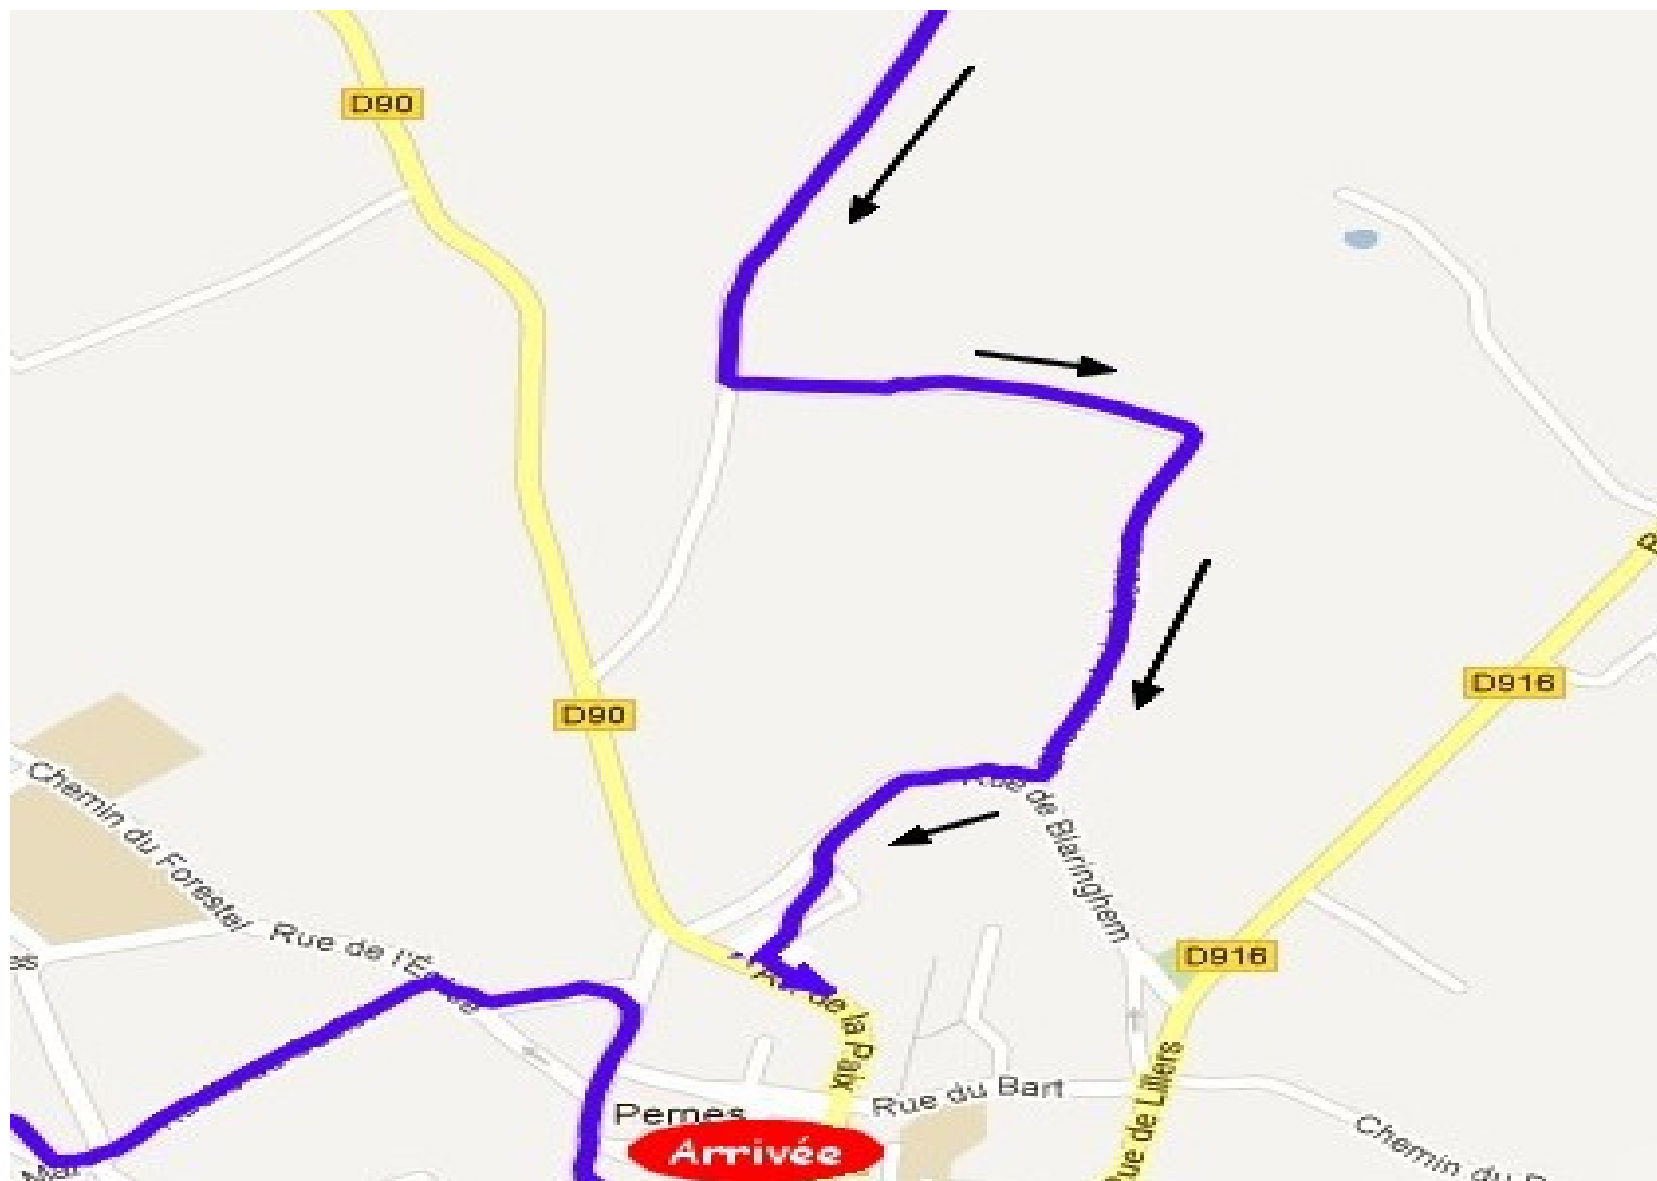 D90
D916
D90
Chemin du Forestel
Rue de Blaringhem
D916
Rue de
de la Paix
Rue du Bart
Rue de Lillers
Pernes
Arrivée
Chemin du